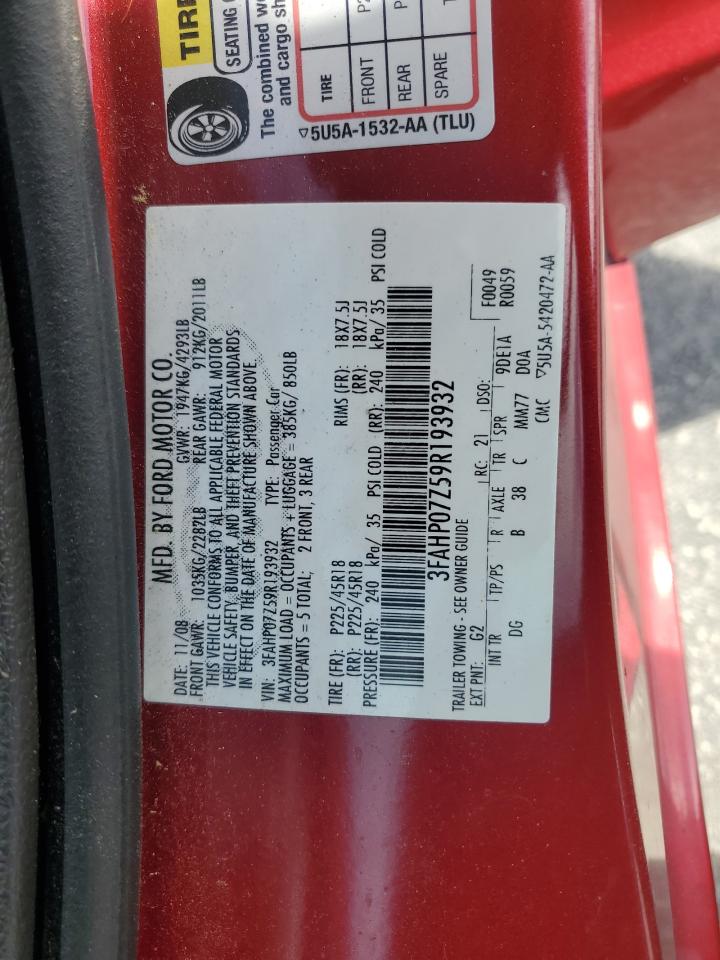 TIRE
SEATING
The combined
and cargo
TIRE
FRONT
REAR
SPARE
▽5U5A-1532-AA (TLU)
MFD. BY FORD MOTOR CO.
DATE: 11/08 GVWR: 1947KG/4293LB
FRONT GAWR: 1035KG/2282LB REAR GAWR: 912KG/2011LB
THIS VEHICLE CONFORMS TO ALL APPLICABLE FEDERAL MOTOR
VEHICLE SAFETY, BUMPER, AND THEFT PREVENTION STANDARDS
IN EFFECT ON THE DATE OF MANUFACTURE SHOWN ABOVE.
VIN: 3FAHP07Z59R193932 TYPE: Passenger Car
MAXIMUM LOAD = OCCUPANTS + LUGGAGE = 385KG/ 850LB
OCCUPANTS = 5 TOTAL: 2 FRONT, 3 REAR
TIRE (FR): P225/45R18 RIMS (FR): 18X7.5J
(RR): P225/45R18 (RR): 18X7.5J
PRESSURE (FR): 240 kPa/ 35 PSI COLD (RR): 240 kPa/ 35 PSI COLD
3FAHP07Z59R193932
TRAILER TOWING - SEE OWNER GUIDE
EXT PNT: G2 RC: 21 DSO: F0049
R0059
INT TR TP/PS R AXLE TR SPR 9DE1A
DG B 38 C MM77 D0A
CMC ▽5U5A-5420472-AA